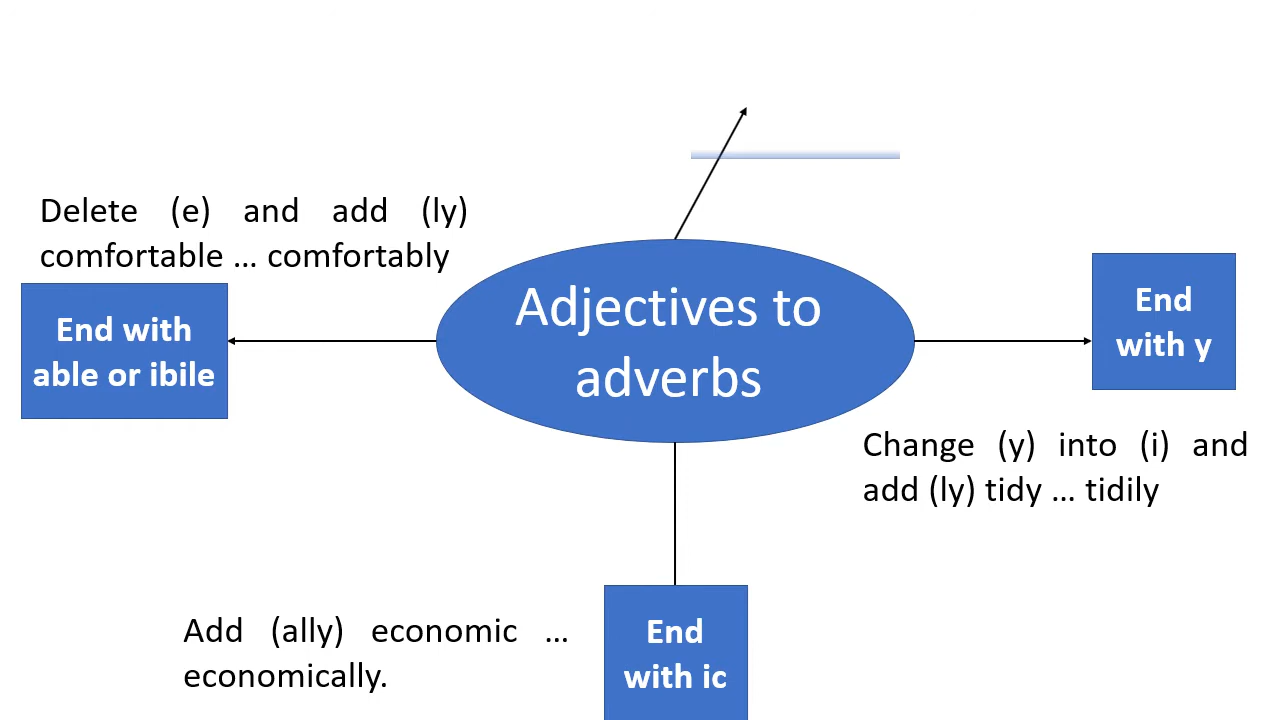 Delete (e) and add (ly)
comfortable … comfortably
End with
able or ibile
Adjectives to
adverbs
End
with y
Change (y) into (i) and
add (ly) tidy … tidily
Add (ally) economic …
economically.
End
with ic